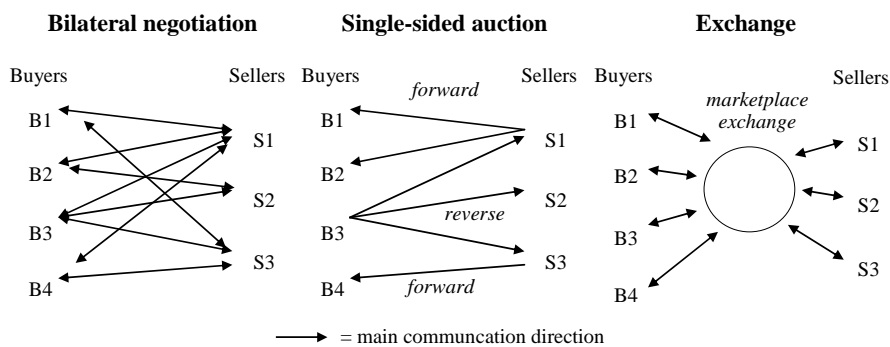 Bilateral negotiation
Buyers
Sellers
B1
B2
B3
B4
S1
S2
S3
Single-sided auction
Buyers
forward
Sellers
B1
B2
B3
B4
S1
S2
reverse
S3
forward
Exchange
Buyers
Sellers
marketplace
exchange
B1
B2
B3
B4
S1
S2
S3
= main communcation direction